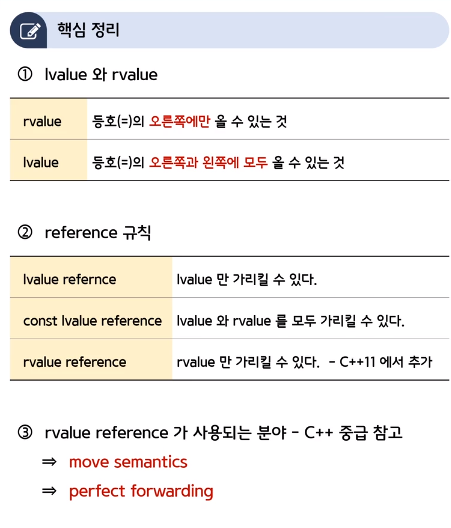 핵심 정리
① lvalue 와 rvalue
rvalue 등호(=)의 오른쪽에만 올 수 있는 것
lvalue 등호(=)의 오른쪽과 왼쪽에 모두 올 수 있는 것
② reference 규칙
lvalue refernce lvalue 만 가리킬 수 있다.
const lvalue reference lvalue 와 rvalue 를 모두 가리킬 수 있다.
rvalue reference rvalue 만 가리킬 수 있다. - C++11 에서 추가
③ rvalue reference 가 사용되는 분야 - C++ 중급 참고
⇒ move semantics
⇒ perfect forwarding